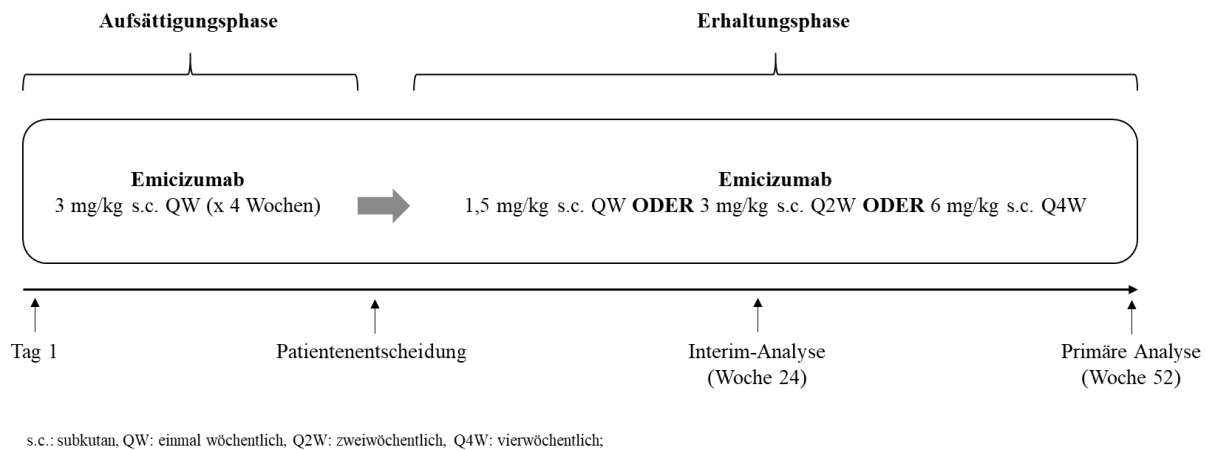 Aufsättigungsphase
Erhaltungsphase
Emicizumab
3 mg/kg s.c. QW (x 4 Wochen)
Emicizumab
1,5 mg/kg s.c. QW ODER 3 mg/kg s.c. Q2W ODER 6 mg/kg s.c. Q4W
Tag 1
Patientenentscheidung
Interim-Analyse
(Woche 24)
Primäre Analyse
(Woche 52)
s.c.: subkutan, QW: einmal wöchentlich, Q2W: zweiwöchentlich, Q4W: vierwöchentlich;